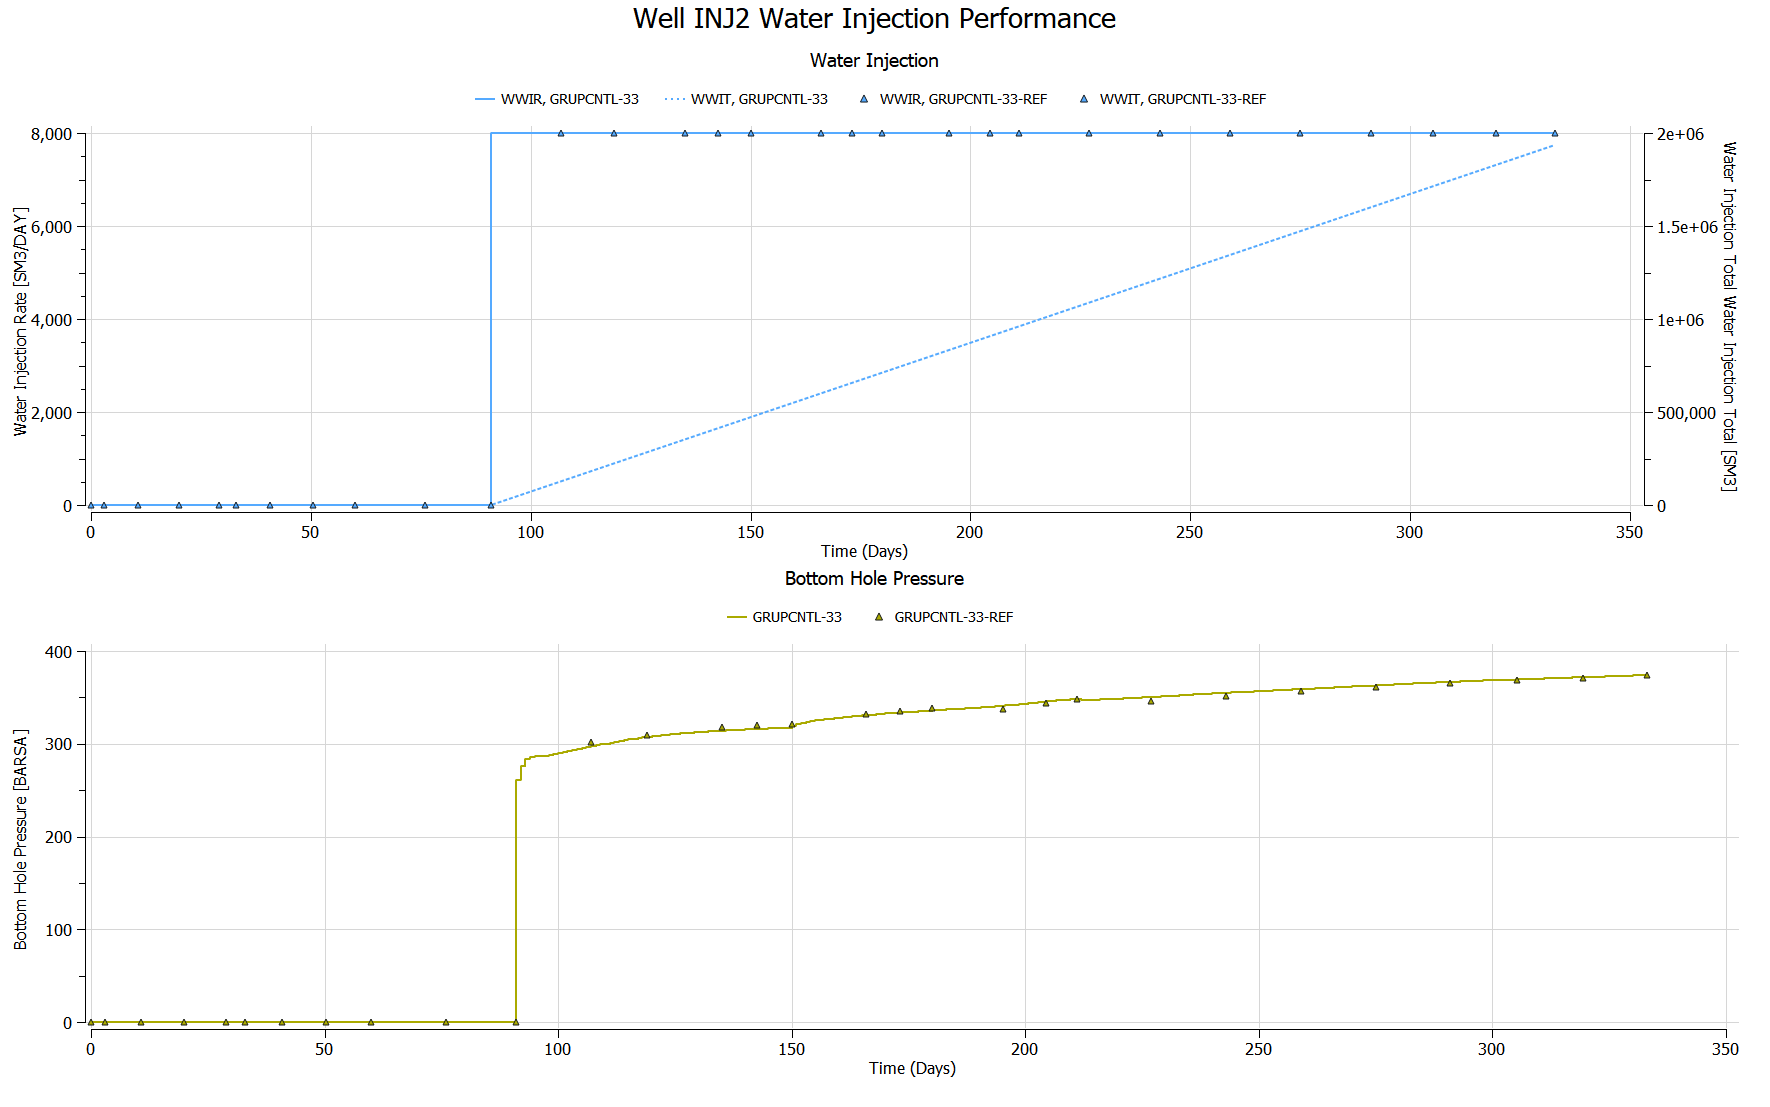 Well INJ2 Water Injection Performance
Water Injection
WWIR, GRUPCNTL-33 WWIT, GRUPCNTL-33 WWIR, GRUPCNTL-33-REF WWIT, GRUPCNTL-33-REF
Water Injection Rate [SM3/DAY]
8,000
6,000
4,000
2,000
0
2e+06
1.5e+06
1e+06
500,000
0
Water Injection Total Water Injection Total [SM3]
0 50 100 150 200 250 300 350
Time (Days)
Bottom Hole Pressure
GRUPCNTL-33 GRUPCNTL-33-REF
Bottom Hole Pressure [BARSA]
400
300
200
100
0
0 50 100 150 200 250 300 350
Time (Days)